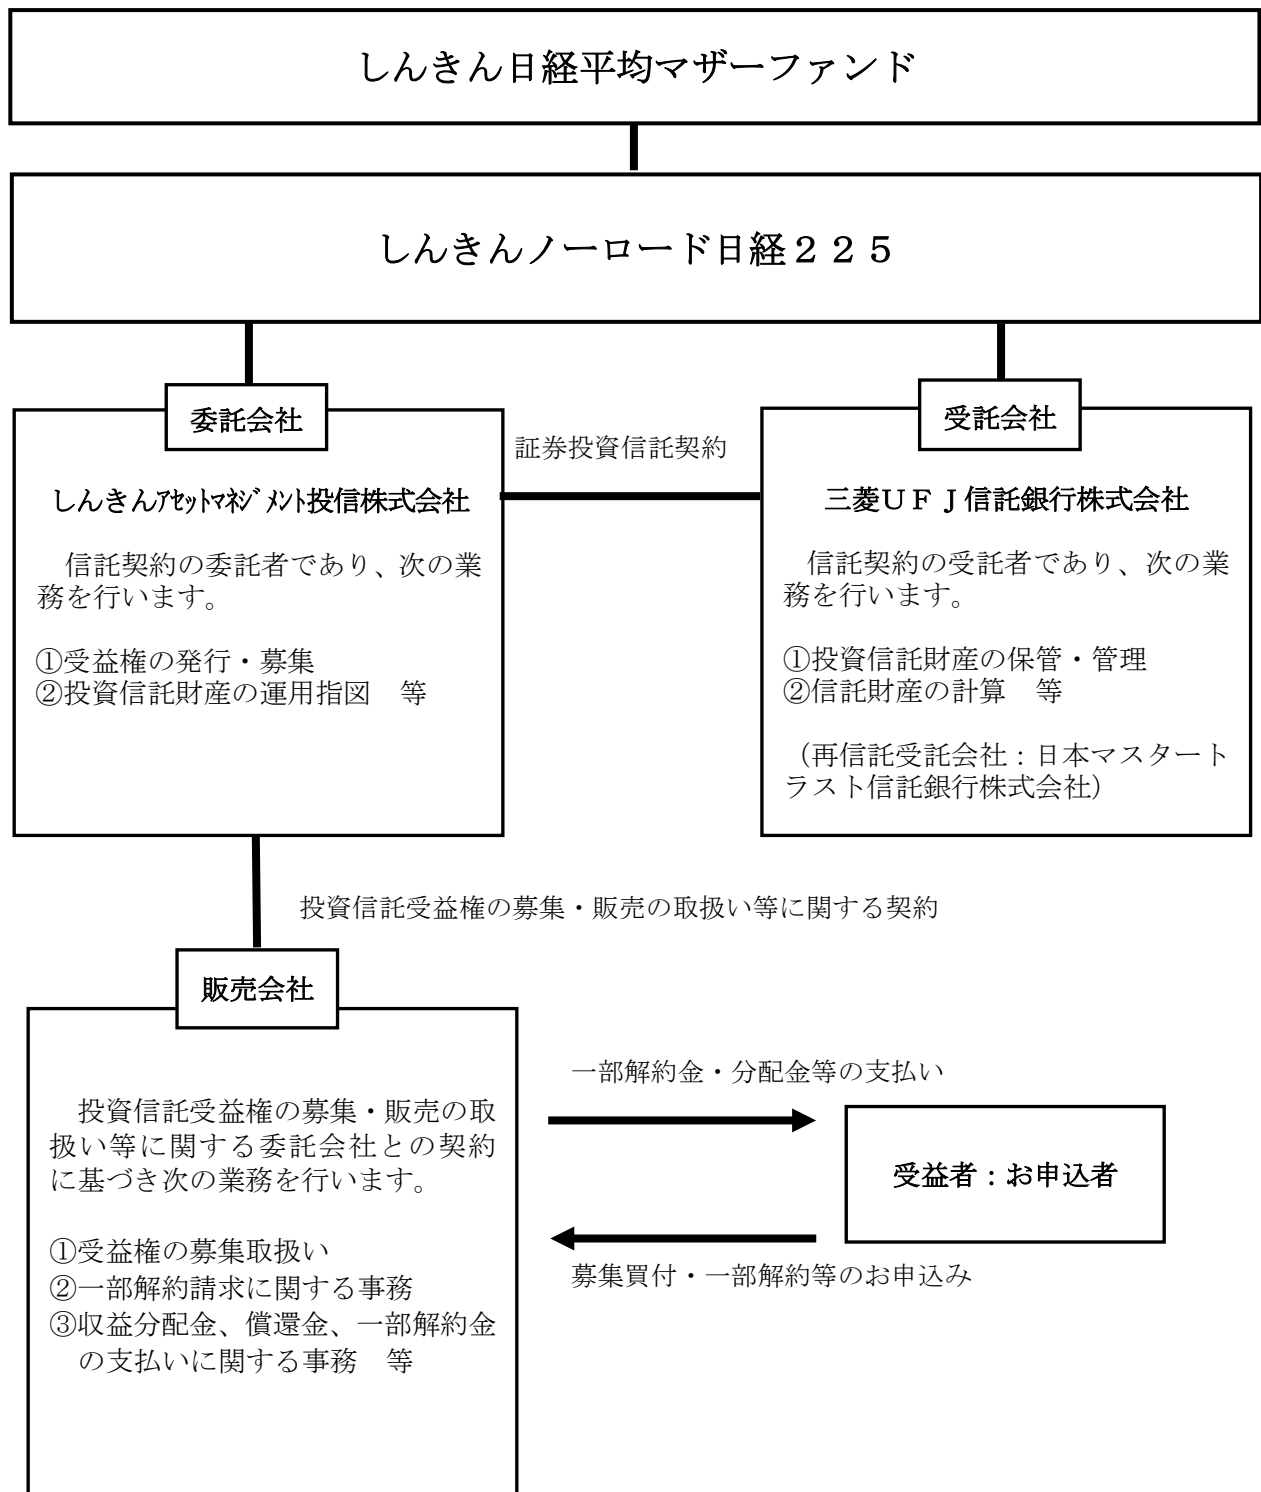 しんきん日経平均マザーファンド
しんきんノーロード日経２２５
委託会社
しんきんｱｾｯﾄﾏﾈｼﾞﾒﾝﾄ投信株式会社
信託契約の委託者であり、次の業
務を行います。
①受益権の発行・募集
②投資信託財産の運用指図　等
証券投資信託契約
受託会社
三菱ＵＦＪ信託銀行株式会社
信託契約の受託者であり、次の業
務を行います。
①投資信託財産の保管・管理
②信託財産の計算　等
（再信託受託会社：日本マスタート
ラスト信託銀行株式会社）
投資信託受益権の募集・販売の取扱い等に関する契約
販売会社
投資信託受益権の募集・販売の取
扱い等に関する委託会社との契約
に基づき次の業務を行います。
①受益権の募集取扱い
②一部解約請求に関する事務
③収益分配金、償還金、一部解約金
の支払いに関する事務　等
一部解約金・分配金等の支払い
受益者：お申込者
募集買付・一部解約等のお申込み